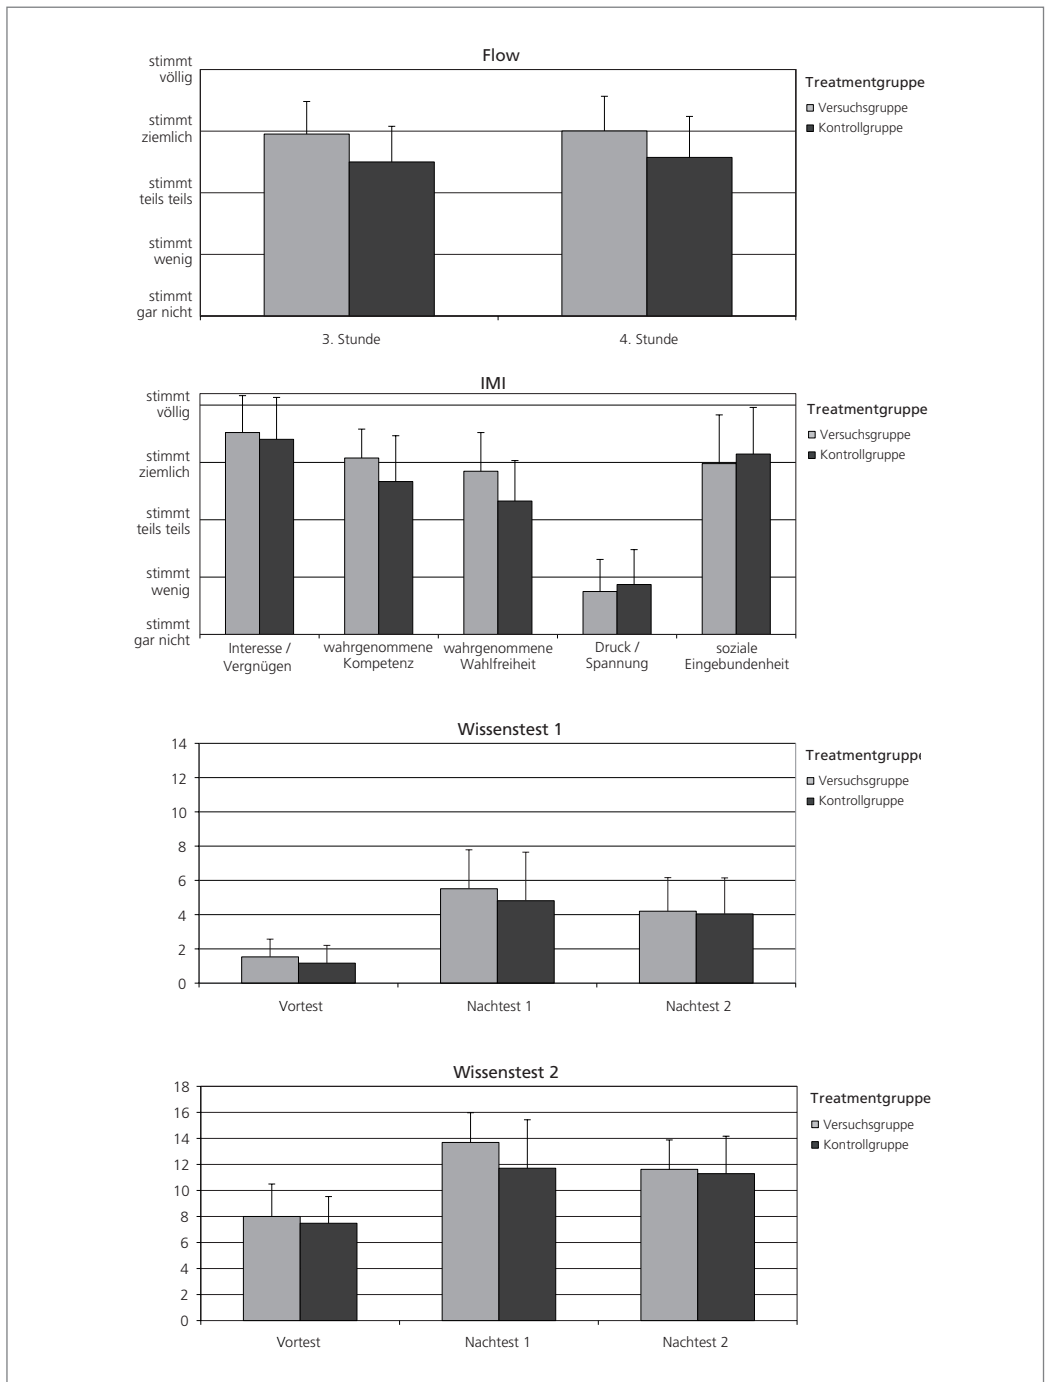 Flow
stimmt
völlig
stimmt
ziemlich
stimmt
teils teils
stimmt
wenig
stimmt
gar nicht
3. Stunde
4. Stunde
Treatmentgruppe
Versuchsgruppe
Kontrollgruppe
IMI
stimmt
völlig
stimmt
ziemlich
stimmt
teils teils
stimmt
wenig
stimmt
gar nicht
Interesse /
Vergnügen
wahrgenommene
Kompetenz
wahrgenommene
Wahlfreiheit
Druck /
Spannung
soziale
Eingebundenheit
Treatmentgruppe
Versuchsgruppe
Kontrollgruppe
Wissenstest 1
14
12
10
8
6
4
2
0
Vortest
Nachtest 1
Nachtest 2
Treatmentgruppe
Versuchsgruppe
Kontrollgruppe
Wissenstest 2
18
16
14
12
10
8
6
4
2
0
Vortest
Nachtest 1
Nachtest 2
Treatmentgruppe
Versuchsgruppe
Kontrollgruppe